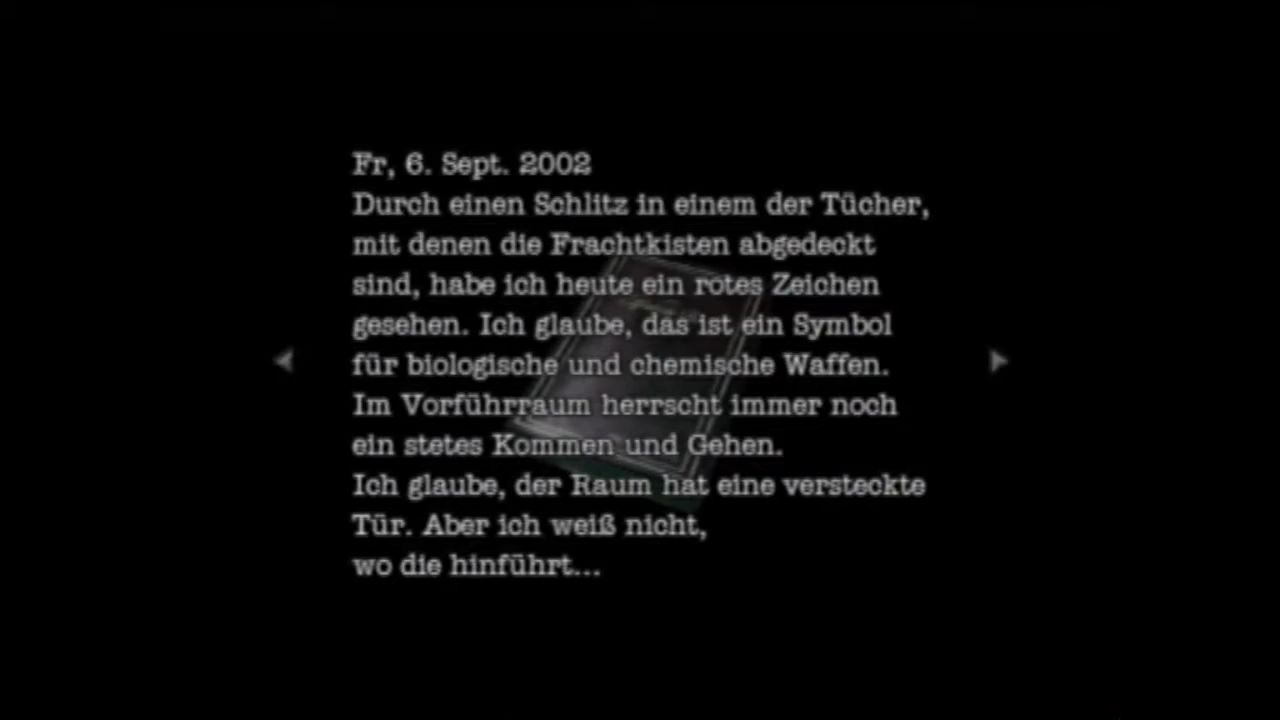 Fr, 6. Sept. 2002
Durch einen Schlitz in einem der Tücher,
mit denen die Frachtkisten abgedeckt
sind, habe ich heute ein rotes Zeichen
gesehen. Ich glaube, das ist ein Symbol
für biologische und chemische Waffen.
Im Vorführraum herrscht immer noch
ein stetes Kommen und Gehen.
Ich glaube, der Raum hat eine versteckte
Tür. Aber ich weiß nicht,
wo die hinführt...